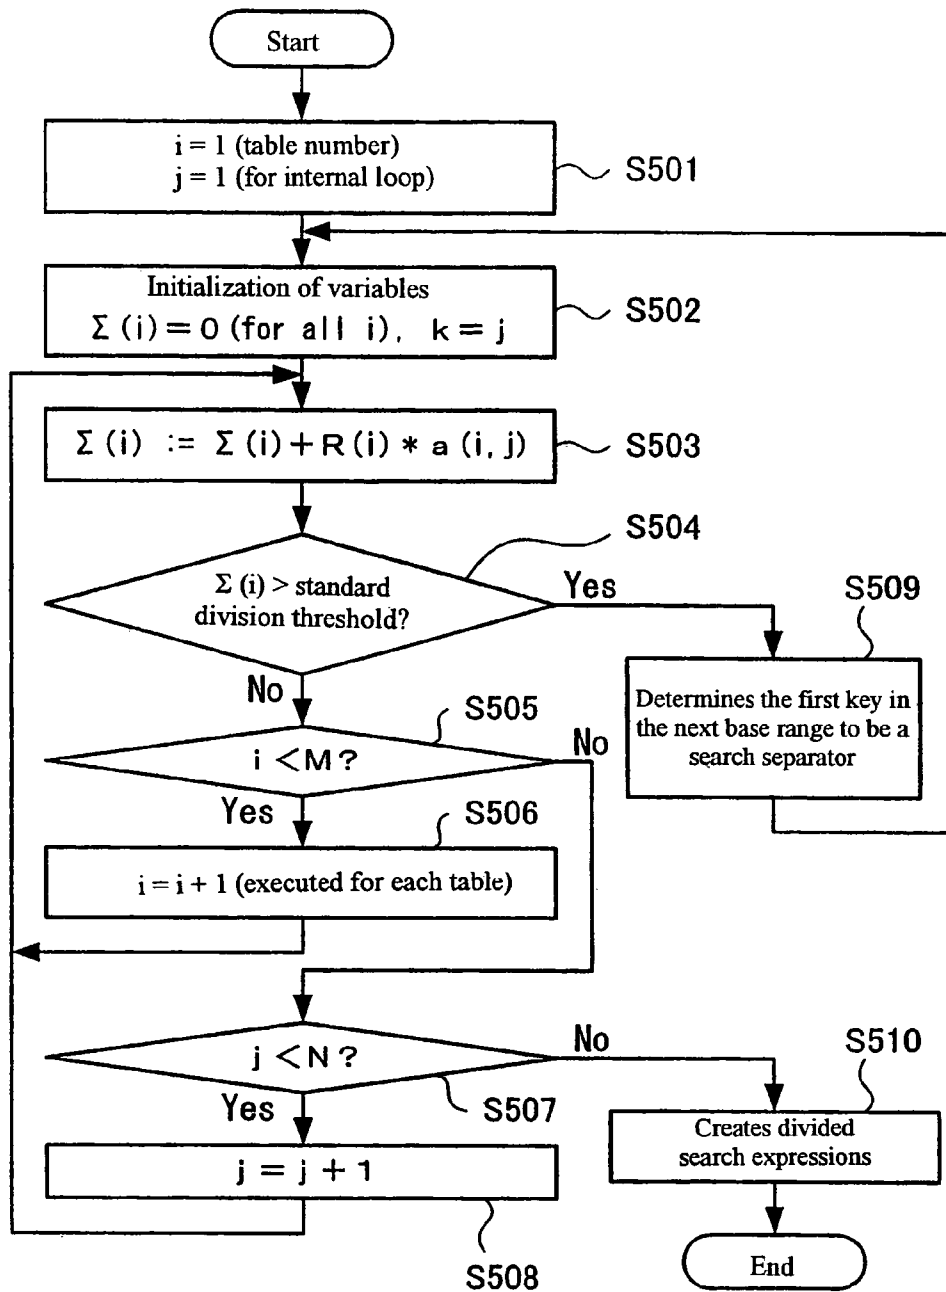 Start
i = 1 (table number)
j = 1 (for internal loop)
S501
Initialization of variables
Σ (i) = 0 (for all i), k = j
S502
Σ (i) := Σ (i) + R (i) * a (i, j)
S503
S504
Σ (i) > standard
division threshold?
Yes
S509
No
Determines the first key in
the next base range to be a
search separator
S505
i < M ?
No
Yes
S506
i = i + 1 (executed for each table)
j < N ?
No
S510
Yes
S507
Creates divided
search expressions
j = j + 1
S508
End